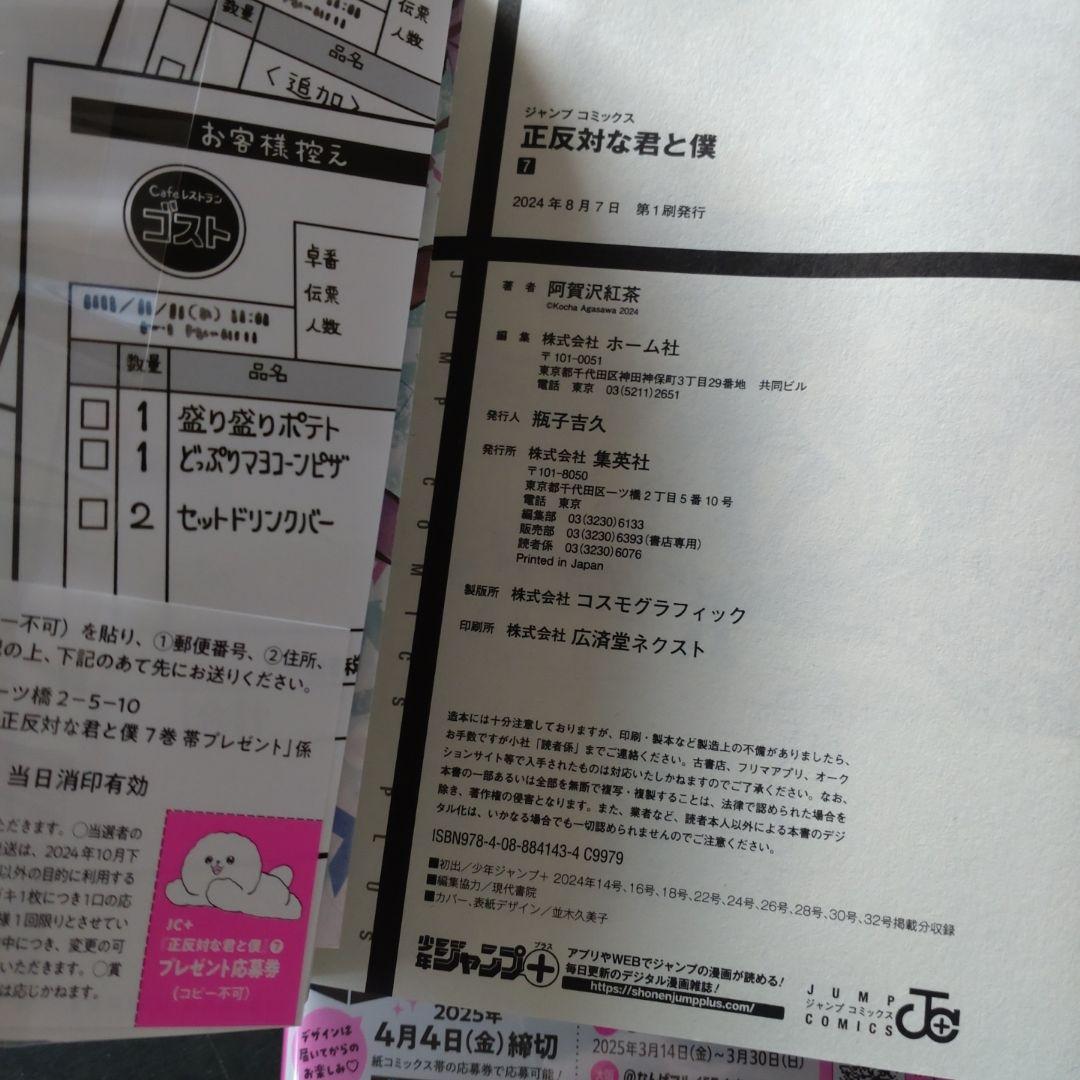 伝票
人数
数量
品名
〈追加〉
お客様控え
Cafeレストラン
ゴスト
卓番
伝票
人数
数量 品名
1 盛り盛りポテト
1 どっぷりマヨコーンピザ
2 セットドリンクバー
ー不可）を貼り、①郵便番号、②住所、
の上、下記のあて先にお送りください。
ーツ橋2-5-10
正反対な君と僕 7巻 帯プレゼント」係
当日消印有効
ただきます。◯当選者の
送は、2024年10月下
以外の目的に利用する
ガキ1枚につき1口の応
様1回限りとさせてい
中につき、変更の可
いただきます。◯賞
は応じかねます。
JC+
「正反対な君と僕」7
プレゼント応募券
（コピー不可）
JUMP COMICS PLUS
ジャンプ コミックス
正反対な君と僕
7
2024年8月7日 第1刷発行
著者 阿賀沢紅茶
©Kocha Agasawa 2024
編集 株式会社 ホーム社
〒101-0051
東京都千代田区神田神保町3丁目29番地 共同ビル
電話 東京 03(5211)2651
発行人 瓶子吉久
発行所 株式会社 集英社
〒101-8050
東京都千代田区一ツ橋2丁目5番10号
電話 東京
編集部 03(3230)6133
販売部 03(3230)6393(書店専用)
読者係 03(3230)6076
Printed in Japan
製版所 株式会社 コスモグラフィック
印刷所 株式会社 広済堂ネクスト
造本には十分注意しておりますが、印刷・製本など製造上の不備がありましたら、
お手数ですが小社「読者係」までご連絡ください。古書店、フリマアプリ、オーク
ションサイト等で入手されたものは対応いたしかねますのでご了承ください。なお、
本書の一部あるいは全部を無断で複写・複製することは、法律で認められた場合を
除き、著作権の侵害となります。また、業者など、読者本人以外による本書のデジ
タル化は、いかなる場合でも一切認められませんのでご注意ください。
ISBN978-4-08-884143-4 C9979
■初出／少年ジャンプ+ 2024年14号、16号、18号、22号、24号、26号、28号、30号、32号掲載分収録
■編集協力／現代書院
■カバー、表紙デザイン／並木久美子
少年ジャンプ+
プラス
アプリやWEBでジャンプの漫画が読める!
毎日更新のデジタル漫画雑誌!
https://shonenjumpplus.com/
JUMP
ジャンプ コミックス
COMICS
JC+
デザインは
届いてからの
お楽しみ♡
2025年
4月4日(金)締切
紙コミックス帯の応募券で応募可能!
2025年3月14日(金)~3月30日(日)
大阪